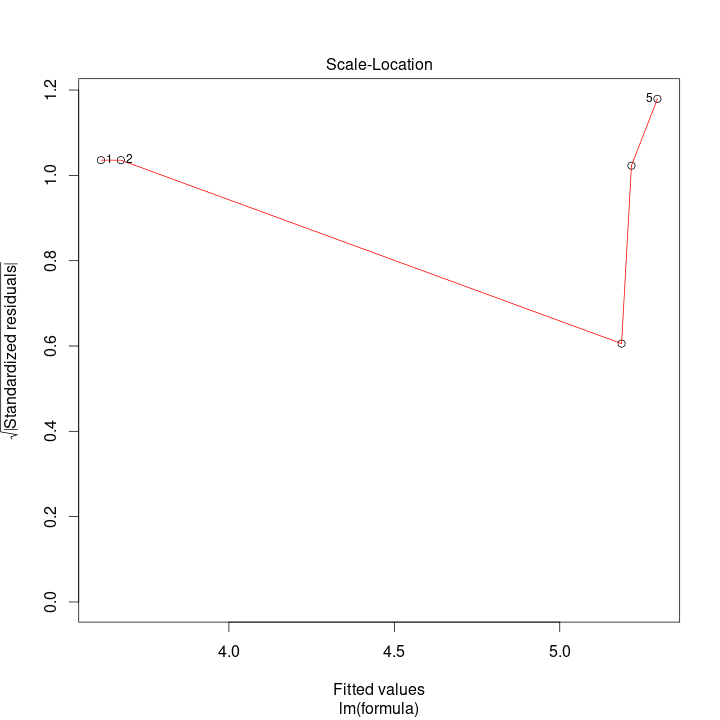 Scale-Location
1.2
1.0
0.8
0.6
0.4
0.2
0.0
√|Standardized residuals|
1
2
5
4.0 4.5 5.0
Fitted values
lm(formula)